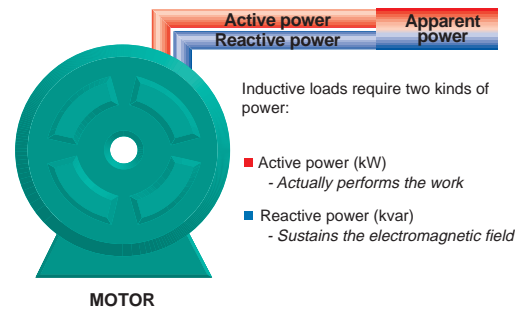 Active power
Reactive power
Apparent
power
Inductive loads require two kinds of
power:
Active power (kW)
- Actually performs the work
Reactive power (kvar)
- Sustains the electromagnetic field
MOTOR